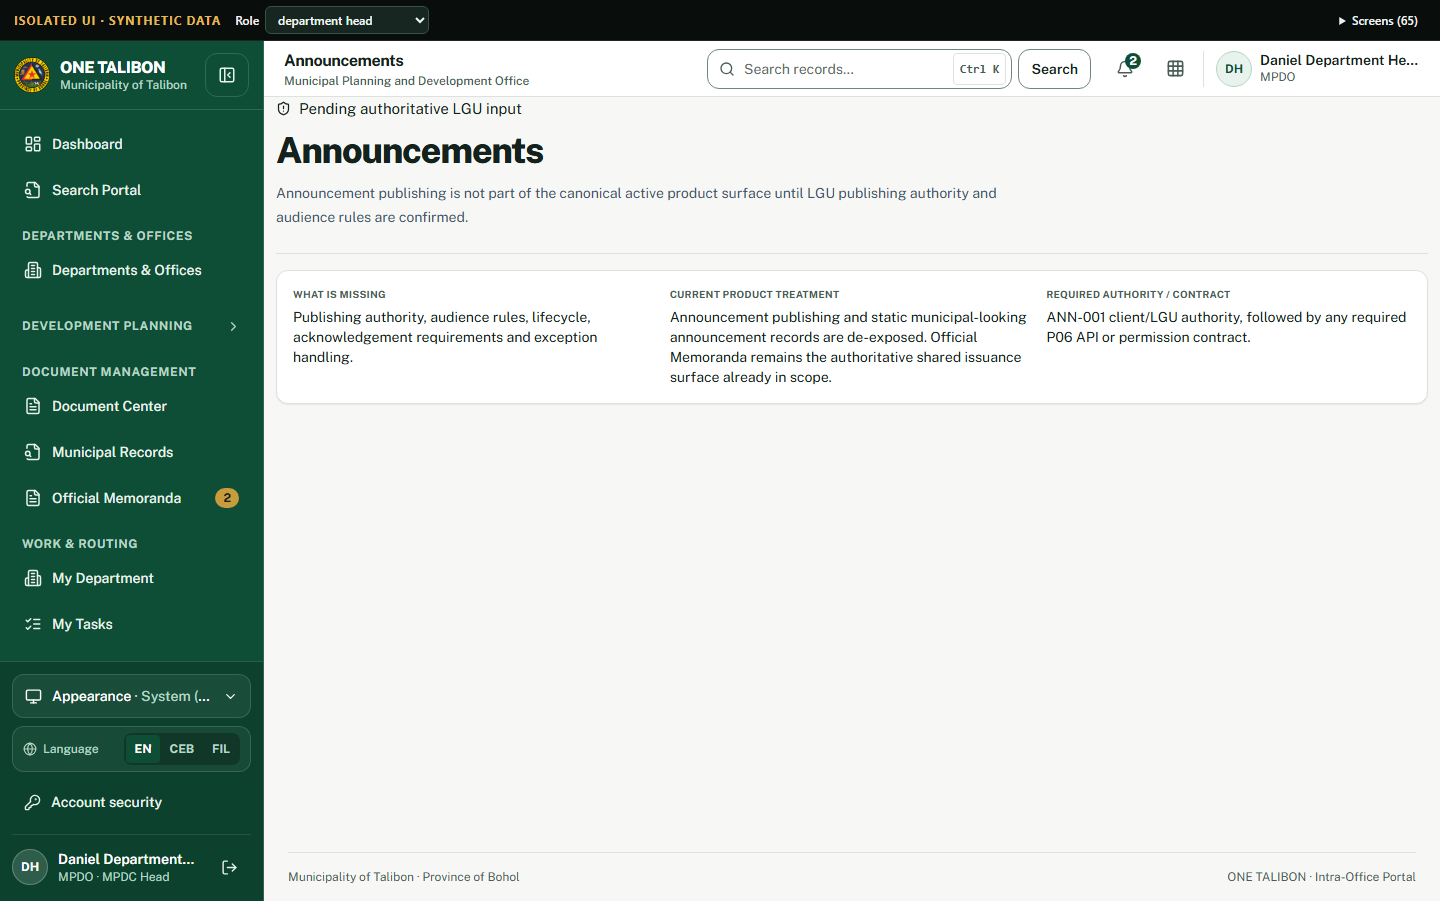 ISOLATED UI · SYNTHETIC DATA Role department head Screens (65)
ONE TALIBON
Municipality of Talibon
Dashboard
Search Portal
DEPARTMENTS & OFFICES
Departments & Offices
DEVELOPMENT PLANNING
DOCUMENT MANAGEMENT
Document Center
Municipal Records
Official Memoranda 2
WORK & ROUTING
My Department
My Tasks
Appearance · System (...
Language EN CEB FIL
Account security
DH Daniel Department...
MPDO · MPDC Head
Announcements
Municipal Planning and Development Office
Search records... Ctrl K Search 2
DH Daniel Department He...
MPDO
Pending authoritative LGU input
Announcements
Announcement publishing is not part of the canonical active product surface until LGU publishing authority and
audience rules are confirmed.
WHAT IS MISSING
Publishing authority, audience rules, lifecycle,
acknowledgement requirements and exception
handling.
CURRENT PRODUCT TREATMENT
Announcement publishing and static municipal-looking
announcement records are de-exposed. Official
Memoranda remains the authoritative shared issuance
surface already in scope.
REQUIRED AUTHORITY / CONTRACT
ANN-001 client/LGU authority, followed by any required
P06 API or permission contract.
Municipality of Talibon · Province of Bohol
ONE TALIBON · Intra-Office Portal